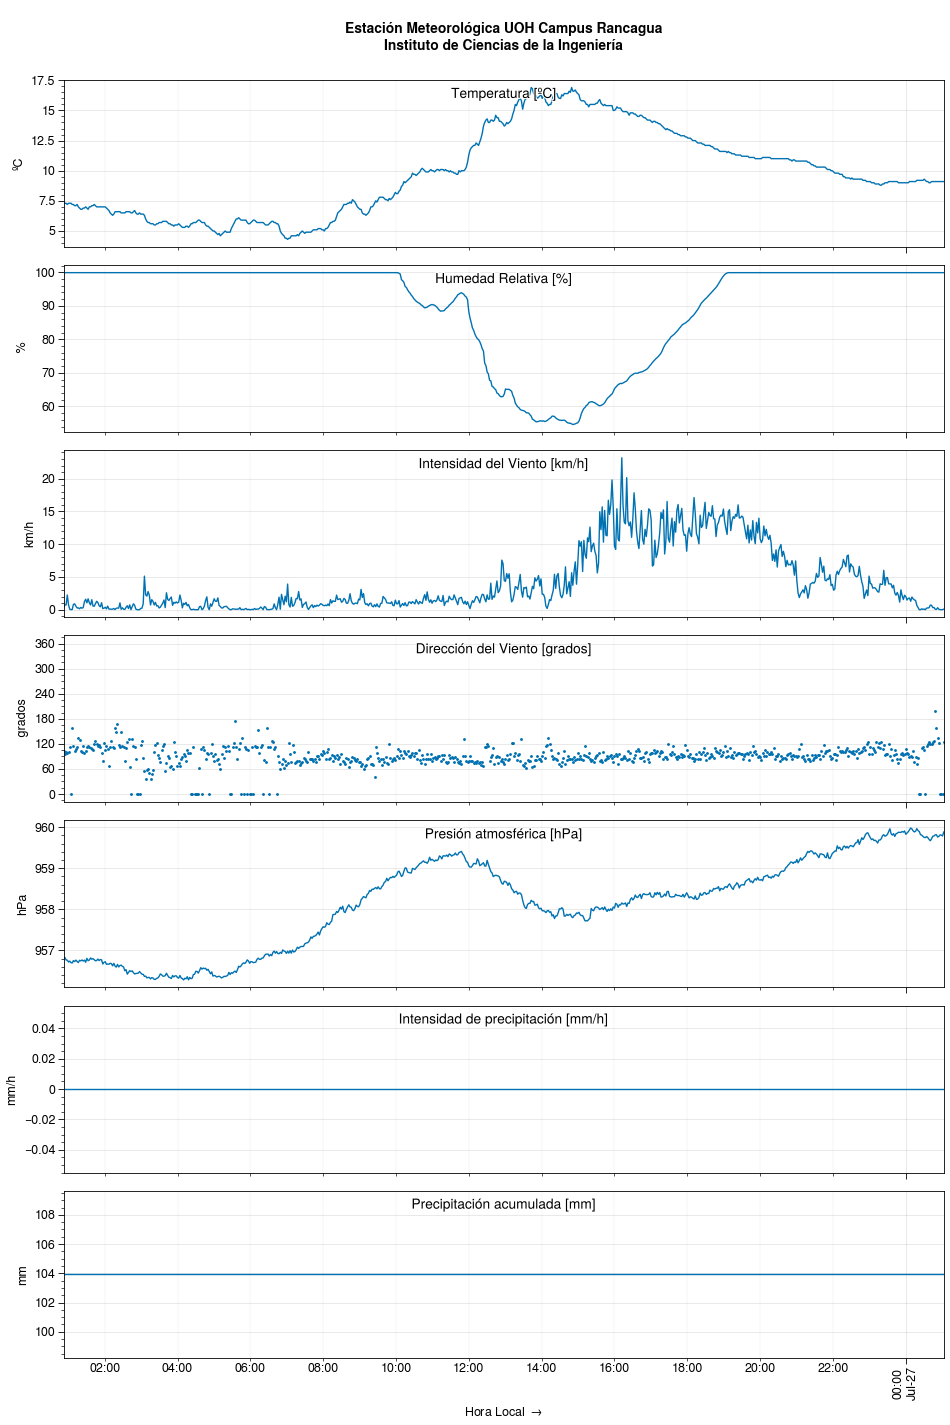 Estación Meteorológica UOH Campus Rancagua
Instituto de Ciencias de la Ingeniería
Temperatura [ºC]
ºC
17.5
15
12.5
10
7.5
5
Humedad Relativa [%]
%
100
90
80
70
60
Intensidad del Viento [km/h]
km/h
20
15
10
5
0
Dirección del Viento [grados]
grados
360
300
240
180
120
60
0
Presión atmosférica [hPa]
hPa
960
959
958
957
Intensidad de precipitación [mm/h]
mm/h
0.04
0.02
0
−0.02
−0.04
Precipitación acumulada [mm]
mm
108
106
104
102
100
02:00 04:00 06:00 08:00 10:00 12:00 14:00 16:00 18:00 20:00 22:00 00:00
Jul-27
Hora Local →